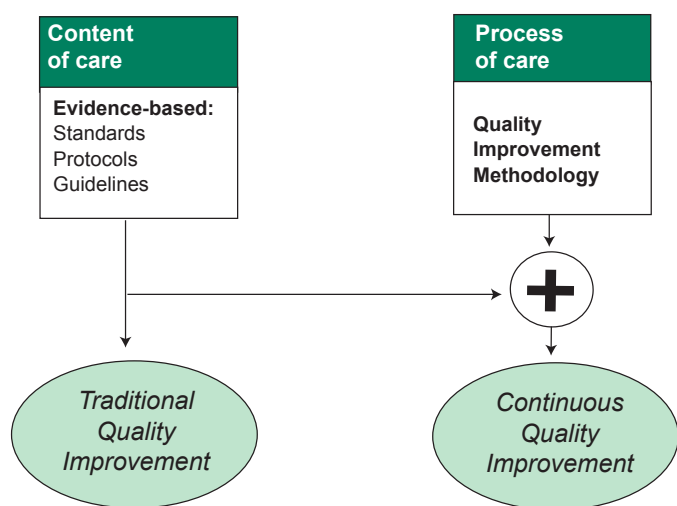 Content
of care
Evidence-based:
Standards
Protocols
Guidelines
Process
of care
Quality
Improvement
Methodology
+
Traditional
Quality
Improvement
Continuous
Quality
Improvement